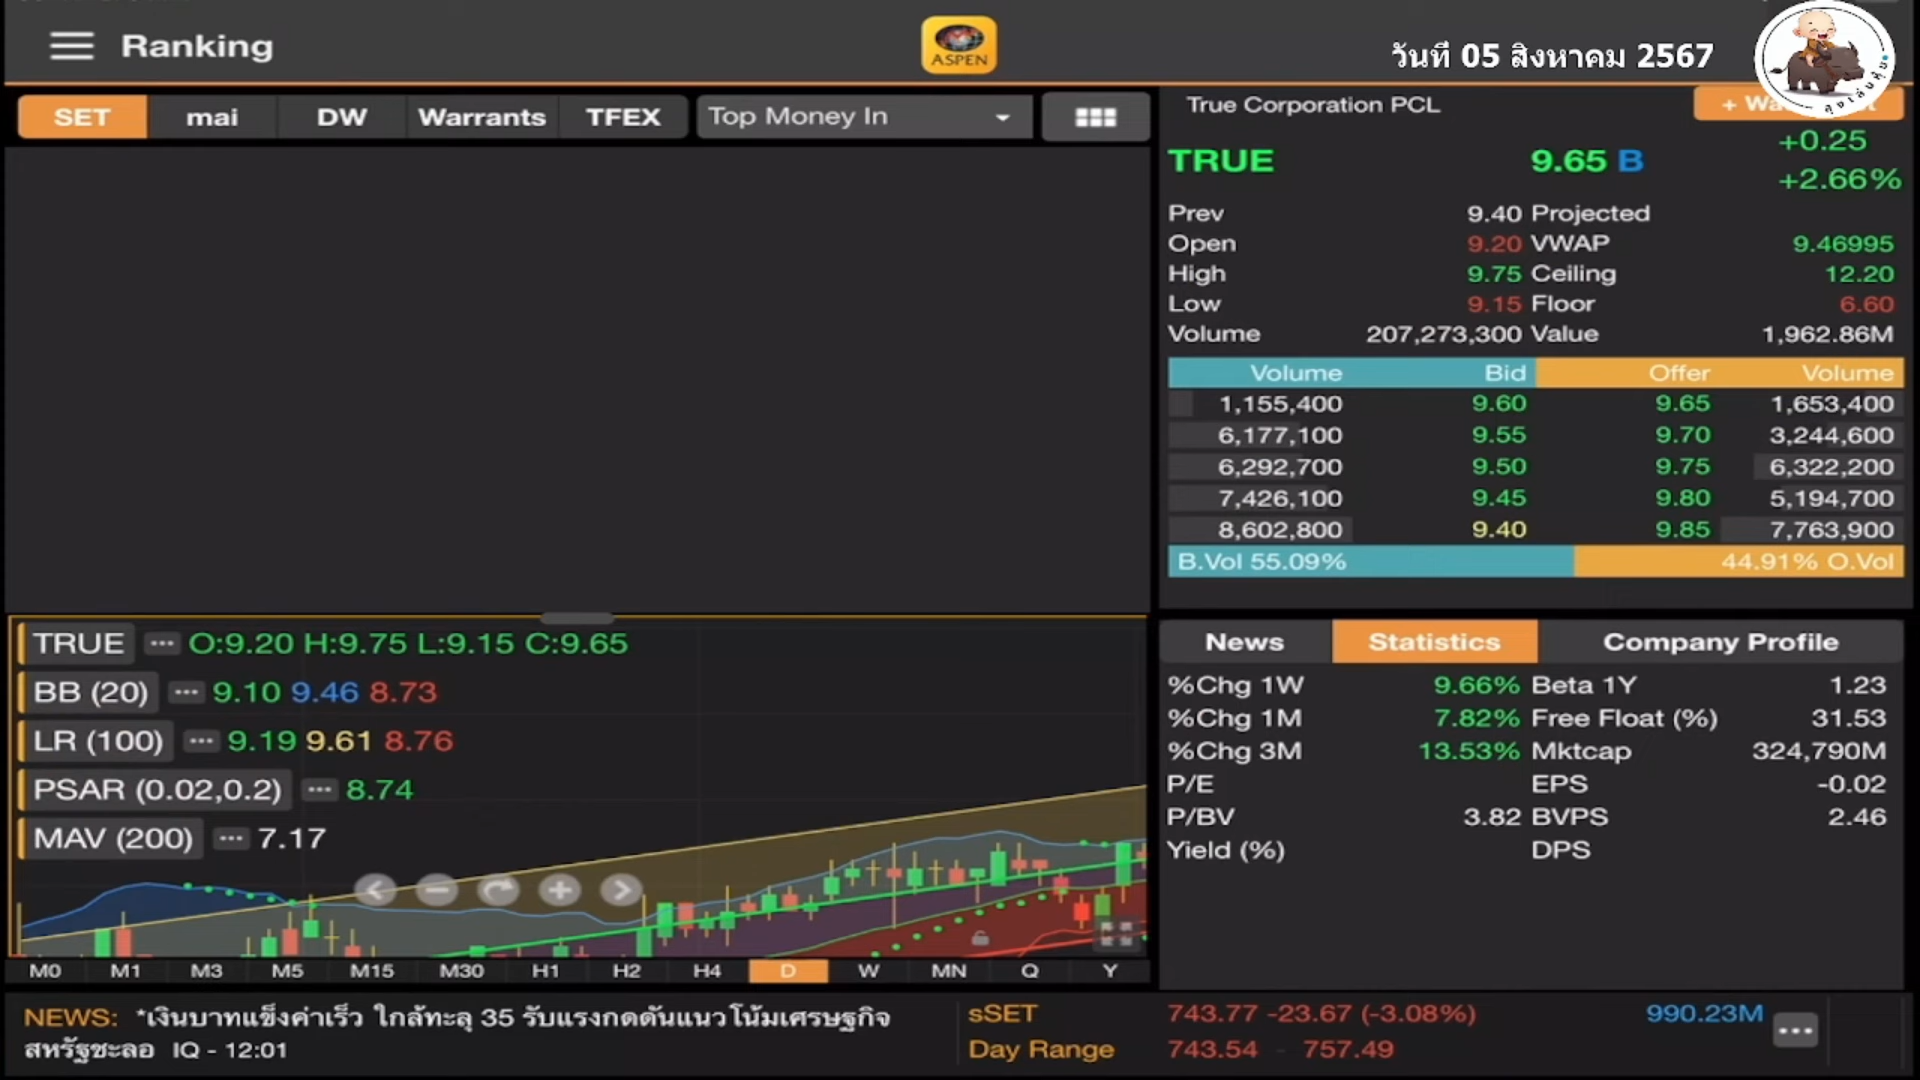 Ranking
ASPEN
วันที่ 05 สิงหาคม 2567
ลุงเล่นหุ้น
SET mai DW Warrants TFEX Top Money In
True Corporation PCL
TRUE 9.65 B +0.25
+2.66%
Prev 9.40 Projected
Open 9.20 VWAP 9.46995
High 9.75 Ceiling 12.20
Low 9.15 Floor 6.60
Volume 207,273,300 Value 1,962.86M
Volume Bid Offer Volume
1,155,400 9.60 9.65 1,653,400
6,177,100 9.55 9.70 3,244,600
6,292,700 9.50 9.75 6,322,200
7,426,100 9.45 9.80 5,194,700
8,602,800 9.40 9.85 7,763,900
B.Vol 55.09% 44.91% O.Vol
TRUE ··· O:9.20 H:9.75 L:9.15 C:9.65
BB (20) ··· 9.10 9.46 8.73
LR (100) ··· 9.19 9.61 8.76
PSAR (0.02,0.2) ··· 8.74
MAV (200) ··· 7.17
M0 M1 M3 M5 M15 M30 H1 H2 H4 D W MN Q Y
News Statistics Company Profile
%Chg 1W 9.66% Beta 1Y 1.23
%Chg 1M 7.82% Free Float (%) 31.53
%Chg 3M 13.53% Mktcap 324,790M
P/E EPS -0.02
P/BV 3.82 BVPS 2.46
Yield (%) DPS
NEWS: *เงินบาทแข็งค่าเร็ว ใกล้ทะลุ 35 รับแรงกดดันแนวโน้มเศรษฐกิจ
สหรัฐชะลอ IQ - 12:01
sSET 743.77 -23.67 (-3.08%) 990.23M
Day Range 743.54 - 757.49